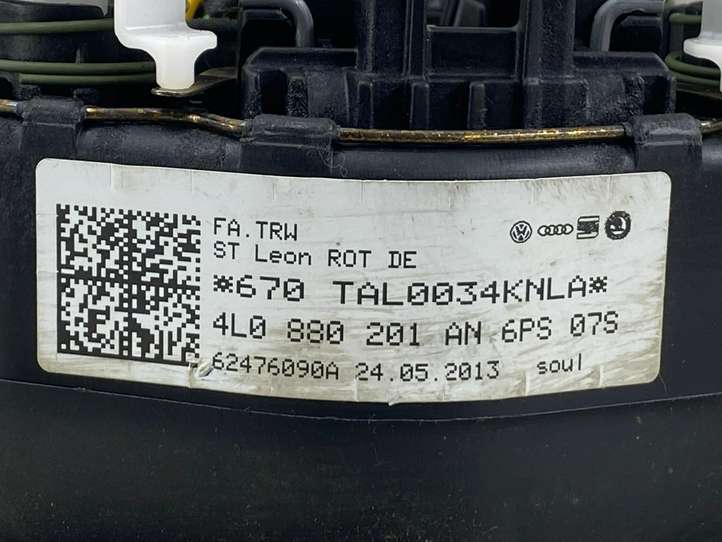 FA.TRW
ST Leon ROT DE
*670 TAL0034KNLA*
4L0 880 201 AN 6PS 07S
62476090A 24.05.2013 soul